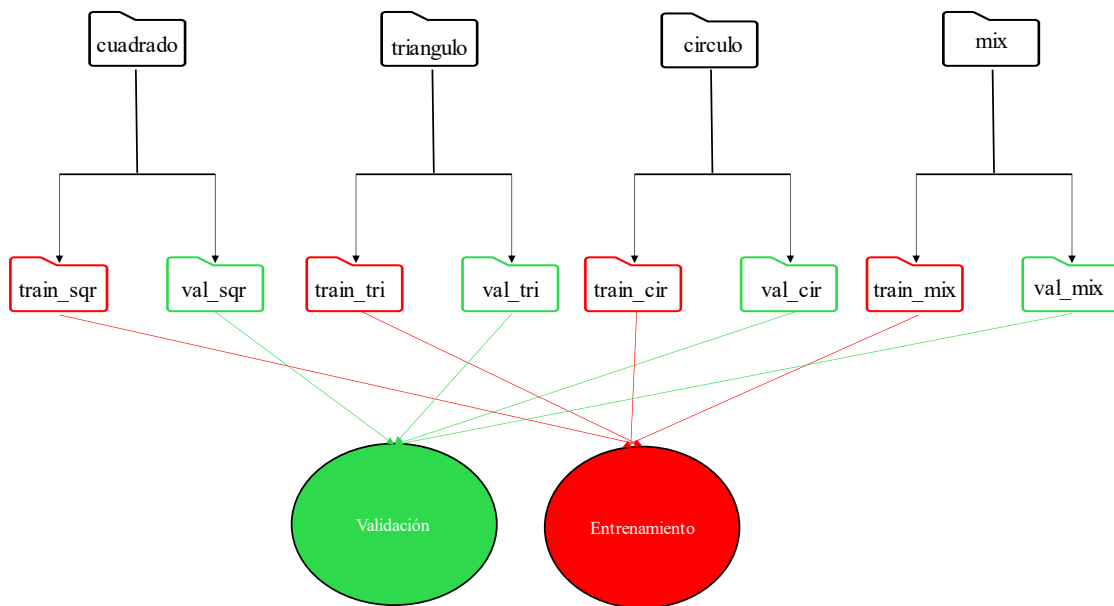 cuadrado
triangulo
circulo
mix
train_sqr
val_sqr
train_tri
val_tri
train_cir
val_cir
train_mix
val_mix
Validación
Entrenamiento